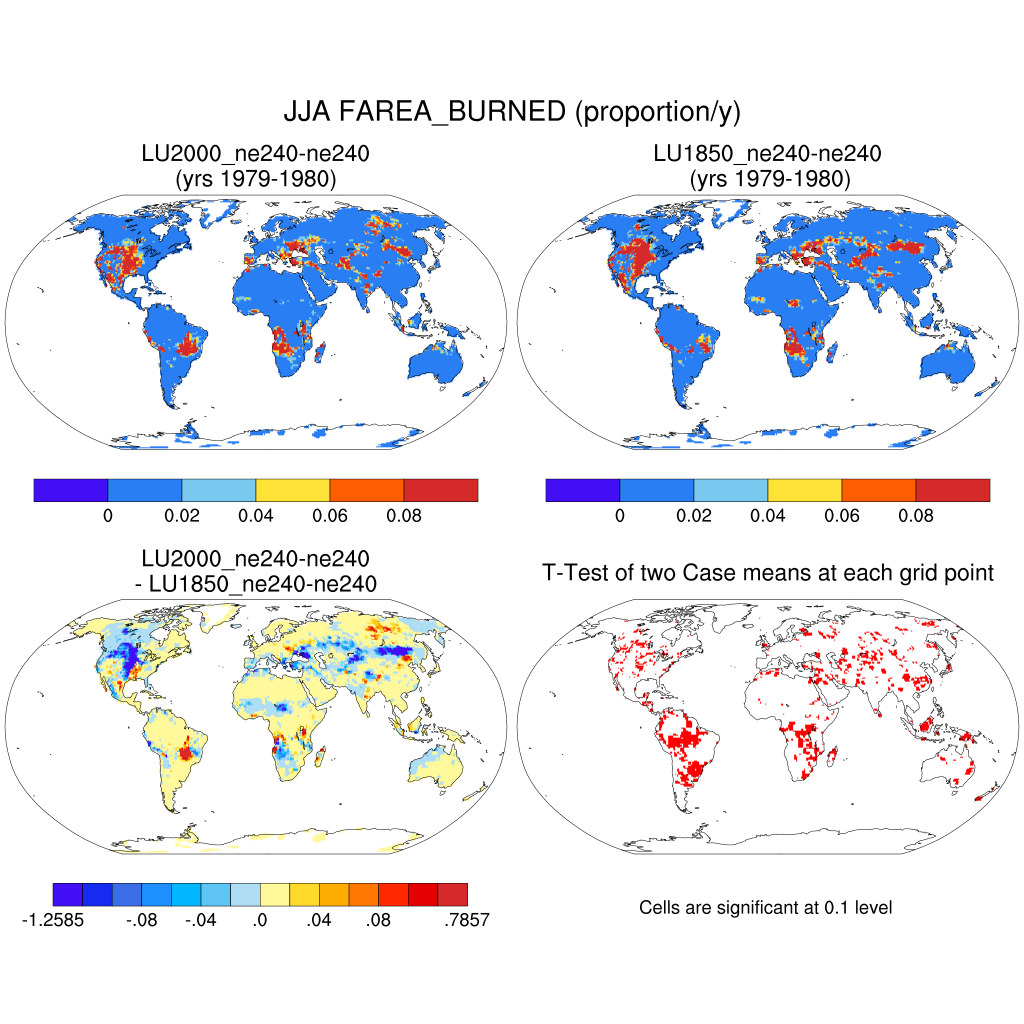 JJA FAREA_BURNED (proportion/y)
LU2000_ne240-ne240
(yrs 1979-1980)
LU1850_ne240-ne240
(yrs 1979-1980)
0 0.02 0.04 0.06 0.08
0 0.02 0.04 0.06 0.08
LU2000_ne240-ne240
- LU1850_ne240-ne240
T-Test of two Case means at each grid point
-1.2585 -.08 -.04 .0 .04 .08 .7857
Cells are significant at 0.1 level